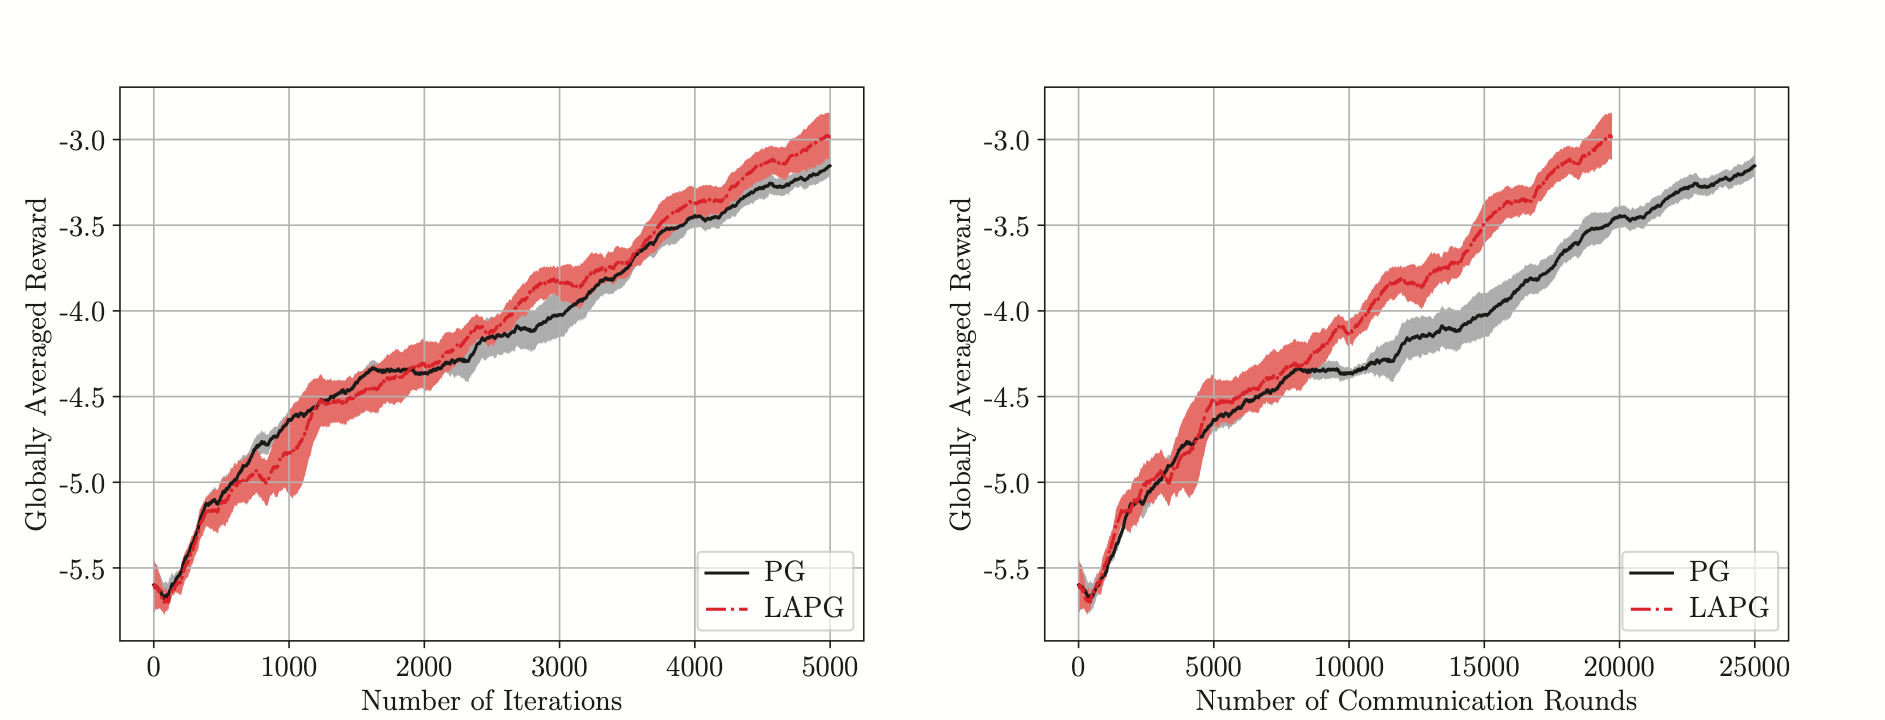 -3.0
-3.5
-4.0
-4.5
-5.0
-5.5
Globally Averaged Reward
0 1000 2000 3000 4000 5000
Number of Iterations
PG
LAPG
-3.0
-3.5
-4.0
-4.5
-5.0
-5.5
Globally Averaged Reward
0 5000 10000 15000 20000 25000
Number of Communication Rounds
PG
LAPG